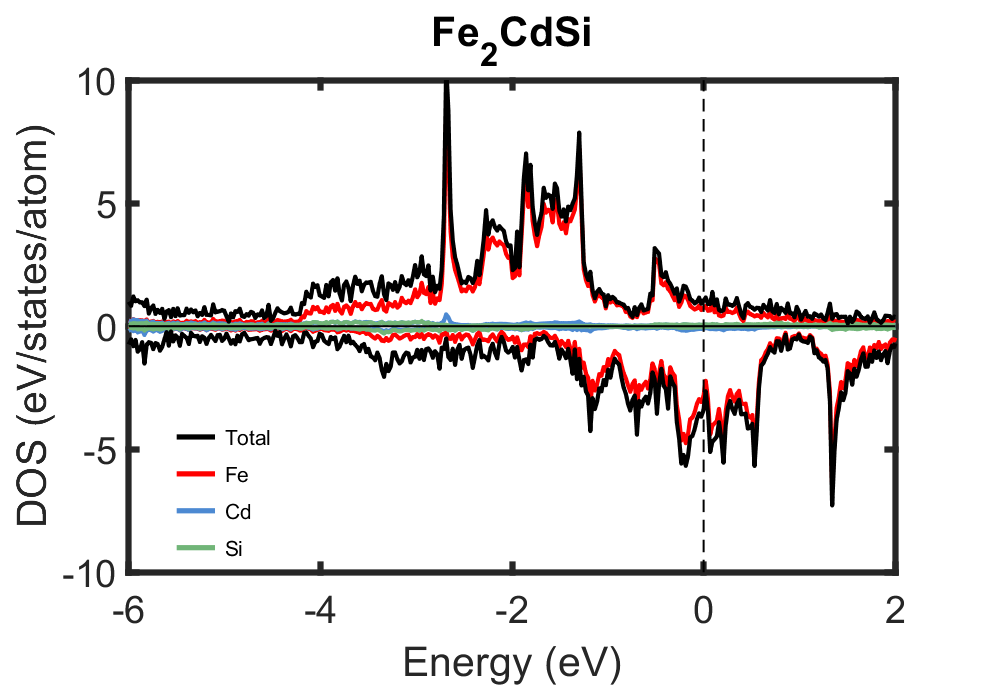 Fe2CdSi
10
5
0
-5
-10
DOS (eV/states/atom)
Total
Fe
Cd
Si
-6 -4 -2 0 2
Energy (eV)